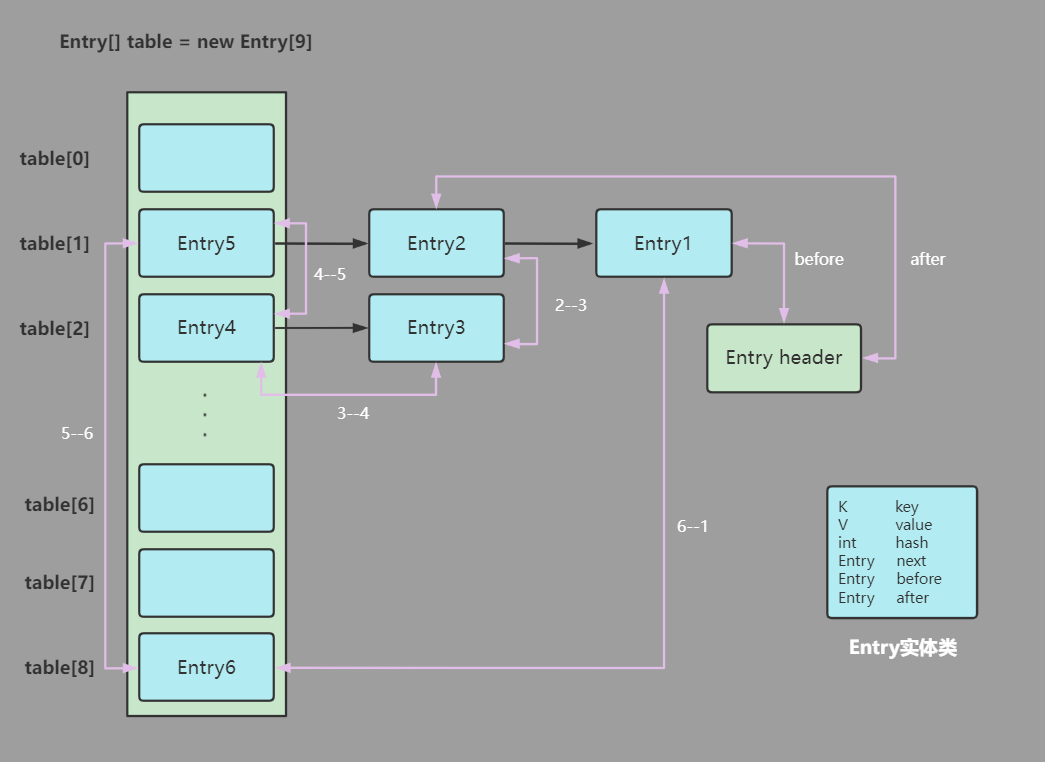 Entry[] table = new Entry[9]
table[0]
table[1]
Entry5
Entry2
Entry1
before
after
4--5
2--3
table[2]
Entry4
Entry3
Entry header
3--4
5--6
table[6]
6--1
table[7]
table[8]
Entry6
K key
V value
int hash
Entry next
Entry before
Entry after
Entry实体类